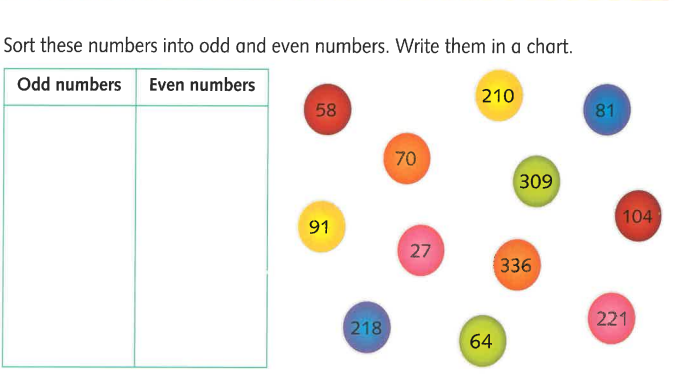 Sort these numbers into odd and even numbers. Write them in a chart.
Odd numbers Even numbers
58 210 81
70
309
91 104
27 336
218 64 221